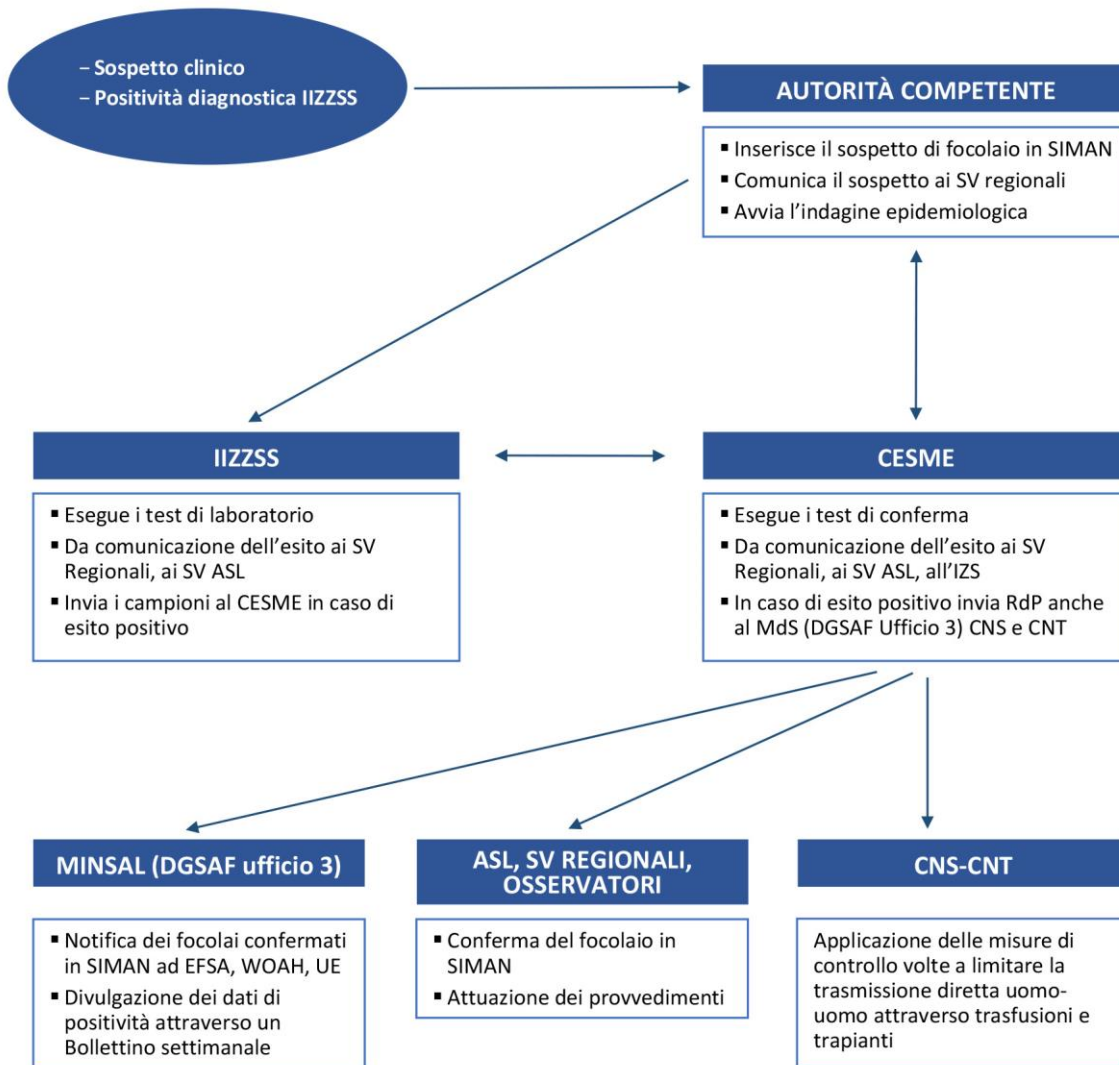 – Sospetto clinico
– Positività diagnostica IIZZSS
AUTORITÀ COMPETENTE
▪ Inserisce il sospetto di focolaio in SIMAN
▪ Comunica il sospetto ai SV regionali
▪ Avvia l'indagine epidemiologica
IIZZSS
▪ Esegue i test di laboratorio
▪ Da comunicazione dell'esito ai SV
Regionali, ai SV ASL
▪ Invia i campioni al CESME in caso di
esito positivo
CESME
▪ Esegue i test di conferma
▪ Da comunicazione dell'esito ai SV
Regionali, ai SV ASL, all'IZS
▪ In caso di esito positivo invia RdP anche
al MdS (DGSAF Ufficio 3) CNS e CNT
MINSAL (DGSAF ufficio 3)
▪ Notifica dei focolai confermati
in SIMAN ad EFSA, WOAH, UE
▪ Divulgazione dei dati di
positività attraverso un
Bollettino settimanale
ASL, SV REGIONALI,
OSSERVATORI
▪ Conferma del focolaio in
SIMAN
▪ Attuazione dei provvedimenti
CNS-CNT
Applicazione delle misure di
controllo volte a limitare la
trasmissione diretta uomo-
uomo attraverso trasfusioni e
trapianti